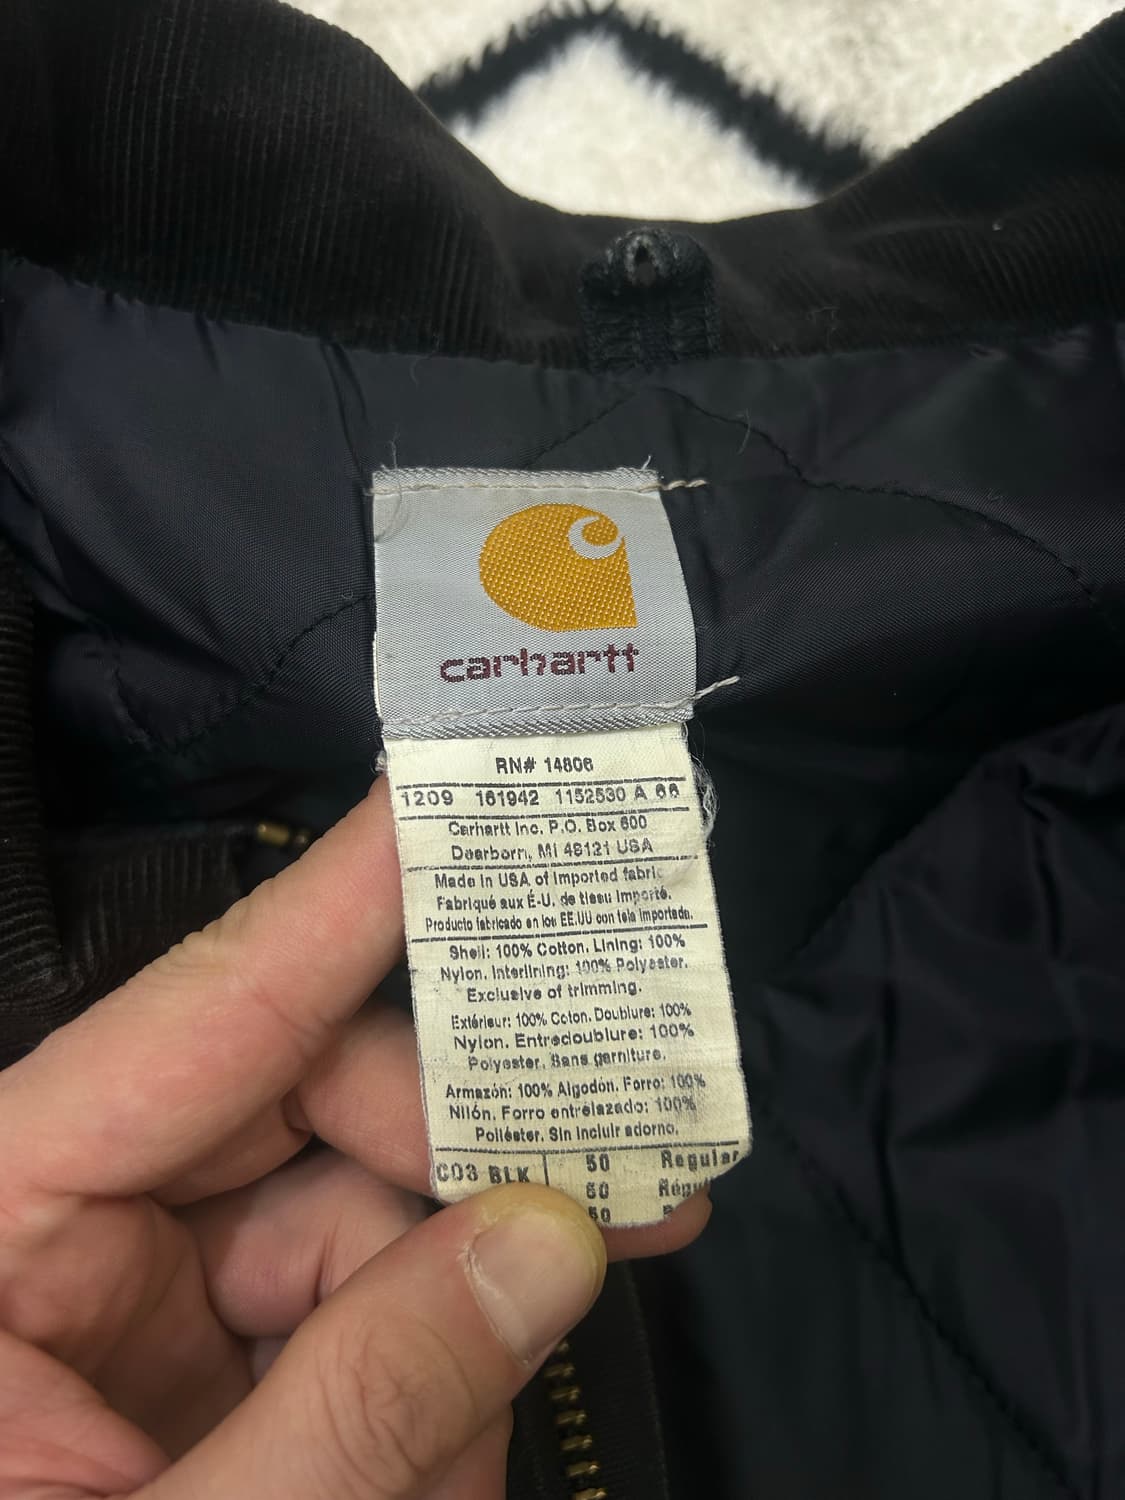 carhartt
RN# 14806
1209 161942 1152530 A 66
Carhartt Inc. P.O. Box 600
Dearborn, MI 48121 USA
Made in USA of Imported fabric
Fabriqué aux É-U. de tissu importé.
Producto fabricado en los EE.UU con tela importada.
Shell: 100% Cotton. Lining: 100%
Nylon. Interlining: 100% Polyester.
Exclusive of trimming.
Extérieur: 100% Coton. Doublure: 100%
Nylon. Entredoublure: 100%
Polyester. Sans garniture.
Armazón: 100% Algodón. Forro: 100%
Nilón. Forro entrelazado: 100%
Poliéster. Sin incluir adorno.
C03 BLK 50 Regular
50
50